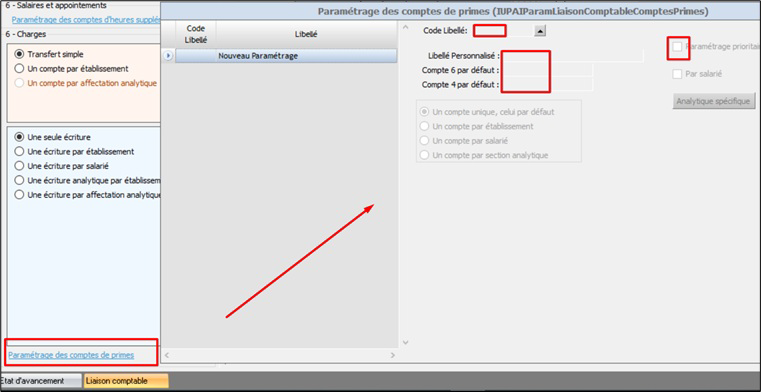 6 - Salaires et appointements
Paramétrage des comptes d'heures supplé
6 - Charges
Transfert simple
Un compte par établissement
Un compte par affectation analytique
Une seule écriture
Une écriture par établissement
Une écriture par salarié
Une écriture analytique par établisseme
Une écriture par affectation analytique
Paramétrage des comptes de primes
Etat d'avancement
Liaison comptable
Paramétrage des comptes de primes (IUPAIParamLiaisonComptableComptesPrimes)
Code Libellé
Libellé
Nouveau Paramétrage
Code Libellé:
Libellé Personnalisé :
Compte 6 par défaut :
Compte 4 par défaut :
Un compte unique, celui par défaut
Un compte par établissement
Un compte par salarié
Un compte par section analytique
Paramétrage prioritai
Par salarié
Analytique spécifique